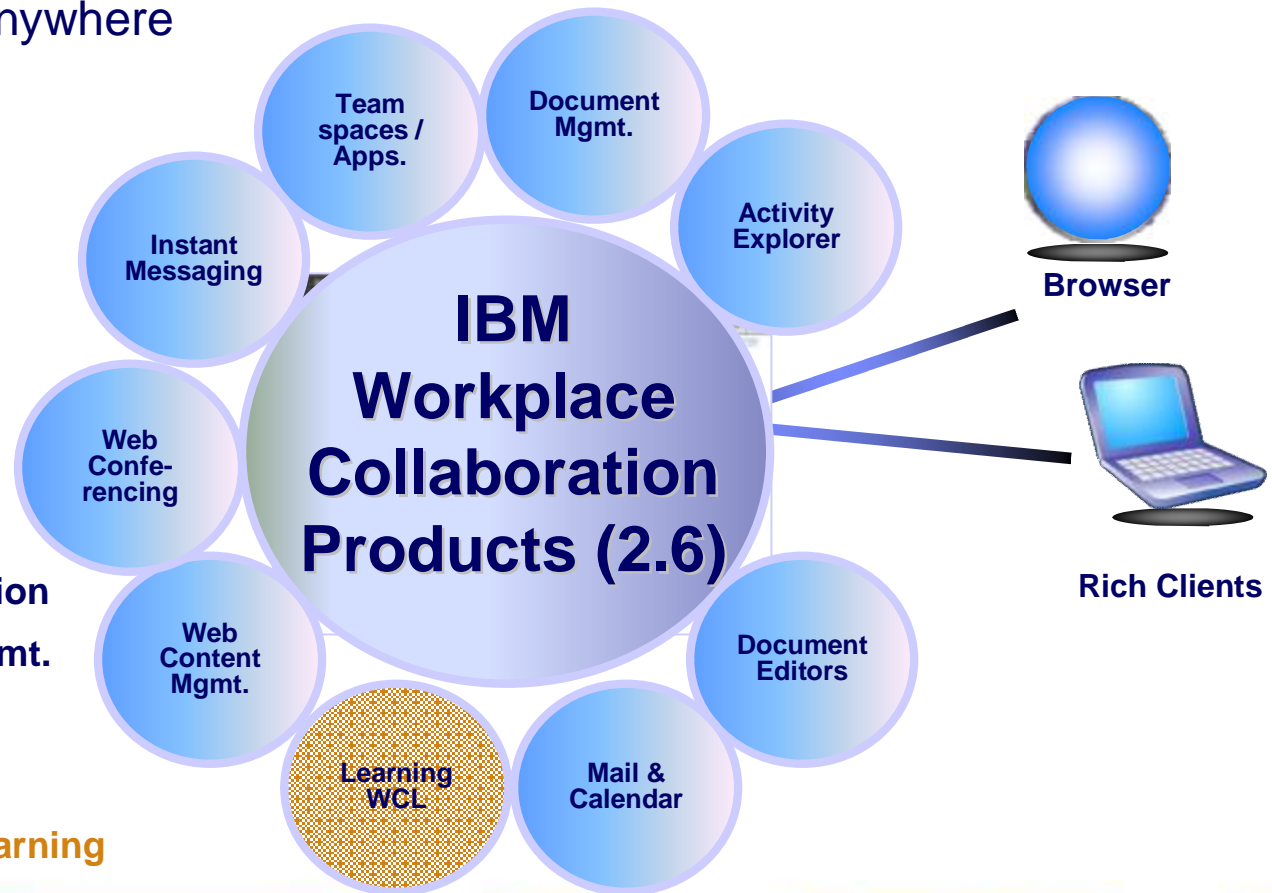 nywhere
Team
spaces /
Apps.
Document
Mgmt.
Activity
Explorer
Instant
Messaging
Browser
IBM
Workplace
Collaboration
Products (2.6)
Web
Confe-
rencing
Rich Clients
ion
mt.
Web
Content
Mgmt.
Document
Editors
Learning
WCL
Mail &
Calendar
arning